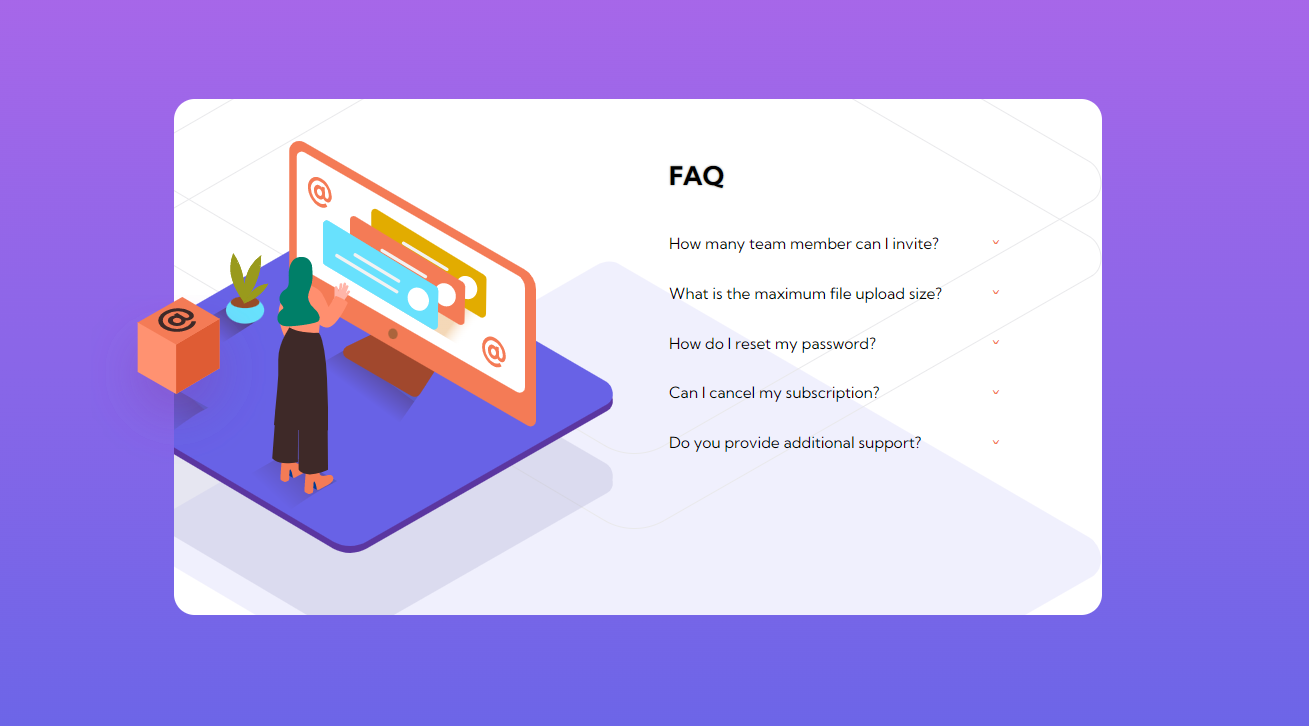 @
@
@
FAQ
How many team member can I invite?
What is the maximum file upload size?
How do I reset my password?
Can I cancel my subscription?
Do you provide additional support?